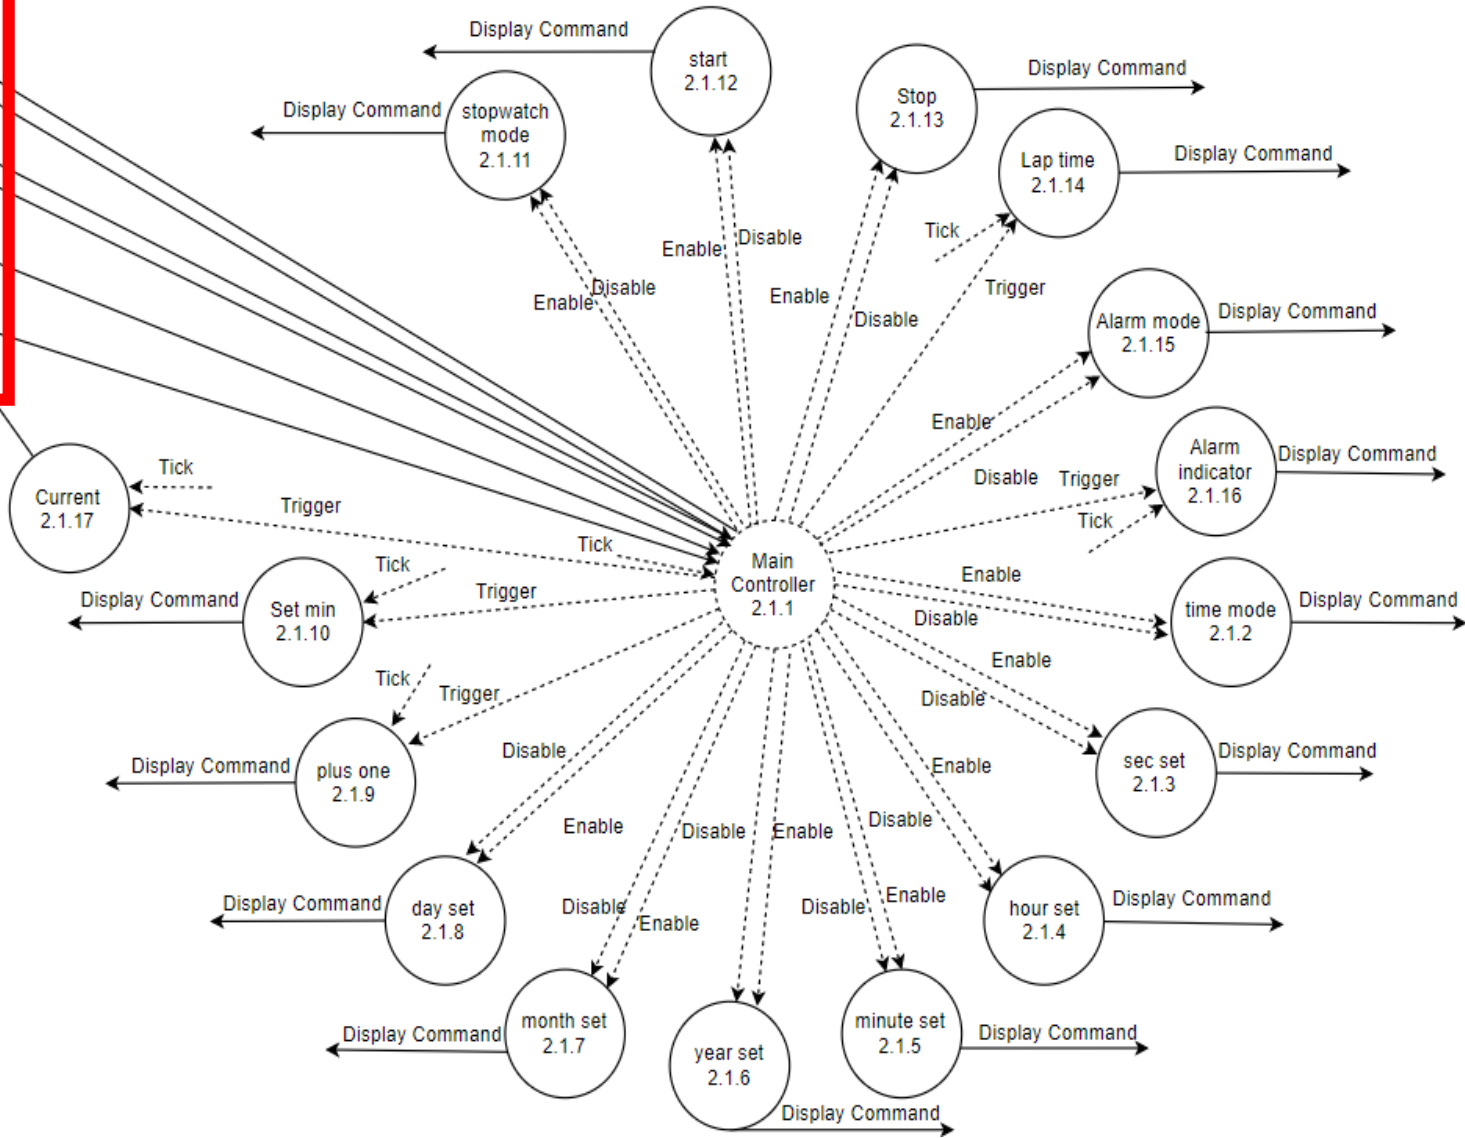 Display Command
start
2.1.12
Display Command
stopwatch
mode
2.1.11
Stop
2.1.13
Display Command
Lap time
2.1.14
Display Command
Tick
Trigger
Enable
Disable
Enable
Disable
Enable
Disable
Alarm mode
2.1.15
Display Command
Enable
Disable
Alarm
indicator
2.1.16
Display Command
Trigger
Tick
Current
2.1.17
Tick
Trigger
Tick
Main
Controller
2.1.1
Enable
Disable
time mode
2.1.2
Display Command
Tick
Trigger
Set min
2.1.10
Display Command
Enable
Disable
sec set
2.1.3
Display Command
Tick
Trigger
plus one
2.1.9
Display Command
Disable
Enable
day set
2.1.8
Display Command
Enable
Disable
hour set
2.1.4
Display Command
Disable
Enable
month set
2.1.7
Display Command
Disable
Enable
year set
2.1.6
Display Command
Disable
Enable
minute set
2.1.5
Display Command